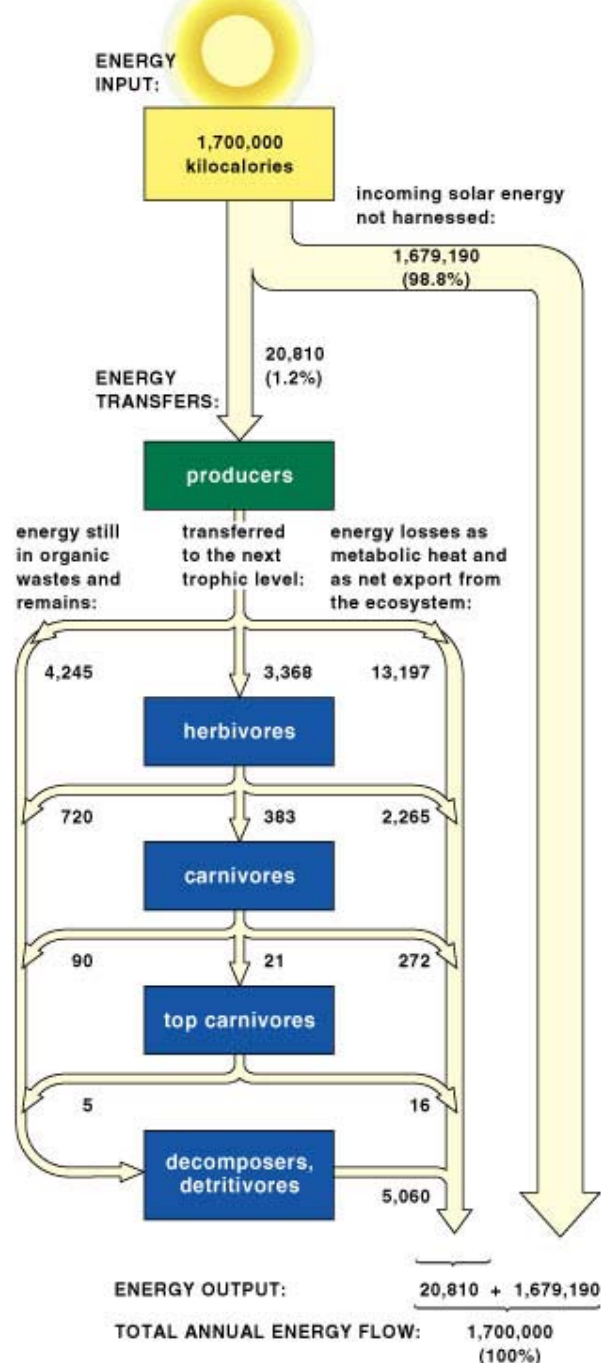 ENERGY
INPUT:
1,700,000
kilocalories
incoming solar energy
not harnessed:
1,679,190
(98.8%)
20,810
(1.2%)
ENERGY
TRANSFERS:
producers
energy still
in organic
wastes and
remains:
transferred
to the next
trophic level:
energy losses as
metabolic heat and
as net export from
the ecosystem:
4,245
3,368
13,197
herbivores
720
383
2,265
carnivores
90
21
272
top carnivores
5
16
decomposers,
detritivores
5,060
ENERGY OUTPUT:
20,810 + 1,679,190
TOTAL ANNUAL ENERGY FLOW:
1,700,000
(100%)